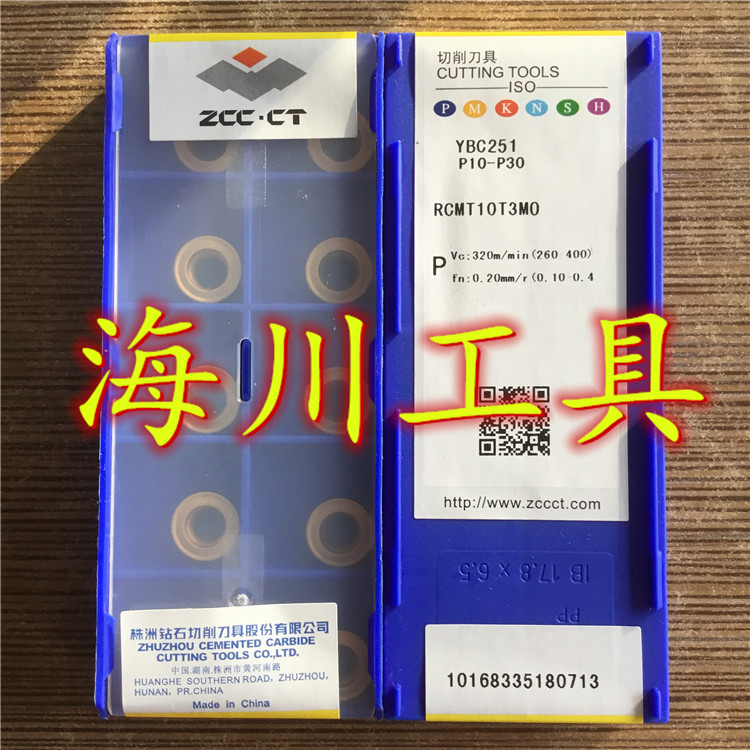 ZCC·CT
切削刀具
CUTTING TOOLS
ISO
P M K N S H
YBC251
P10-P30
RCMT10T3MO
P Vc:320m/min(260-400)
fn:0.20mm/r(0.10-0.4
海川工具
http://www.zccct.com
IB 17.8 x 6.5
PP
株洲钻石切削刀具股份有限公司
ZHUZHOU CEMENTED CARBIDE
CUTTING TOOLS CO.,LTD.
中国.湖南.株洲市黄河南路
HUANGHE SOUTHERN ROAD, ZHUZHOU,
HUNAN, PR.CHINA
Made in China
10168335180713